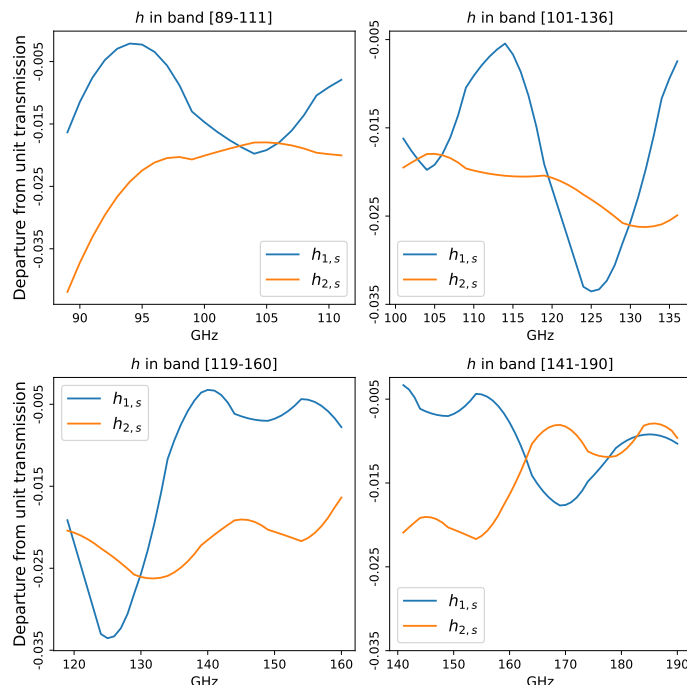 h in band [89-111]
h in band [101-136]
Departure from unit transmission
-0.005
-0.015
-0.025
-0.035
h1,s
h2,s
90 95 100 105 110
GHz
-0.005
-0.015
-0.025
-0.035
h1,s
h2,s
100 105 110 115 120 125 130 135
GHz
h in band [119-160]
h in band [141-190]
Departure from unit transmission
-0.005
-0.015
-0.025
-0.035
h1,s
h2,s
120 130 140 150 160
GHz
-0.005
-0.015
-0.025
-0.035
h1,s
h2,s
140 150 160 170 180 190
GHz